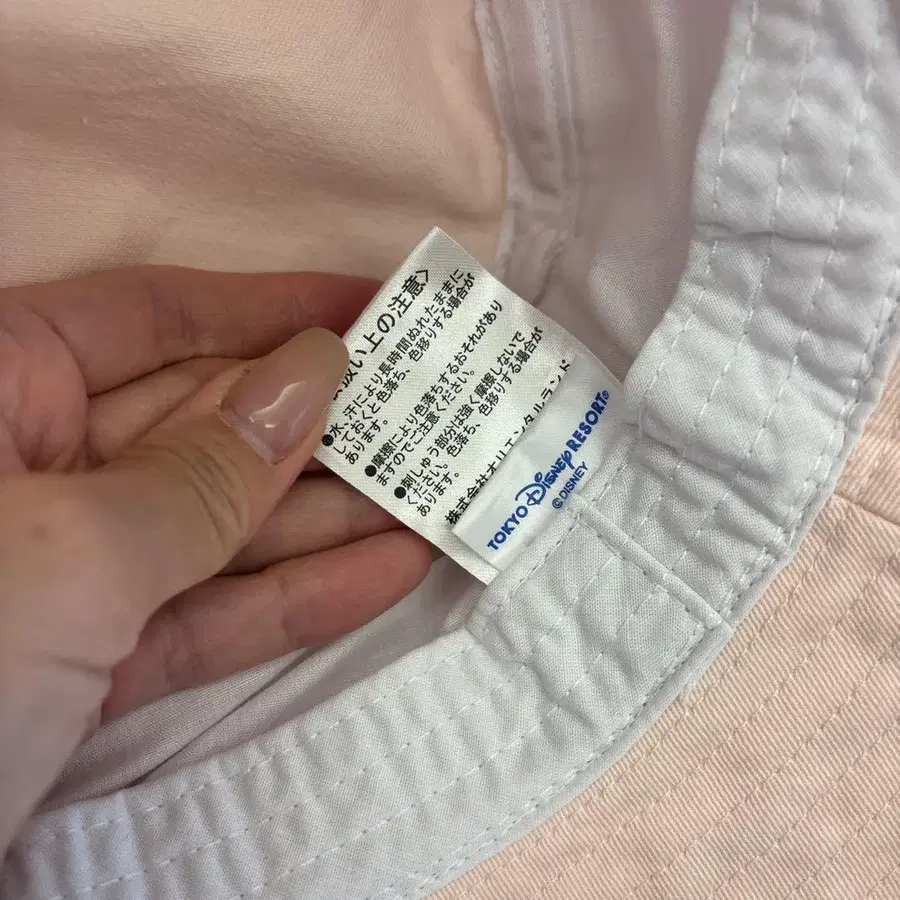 扱い上の注意〉
●水、汗により長時間ぬれたままに
しておくと色落ち、色移りする場合が
あります。
●摩擦により色落ちするおそれがあり
ますのでご注意ください。
●刺しゅう部分は強く摩擦しないで
ください。色落ち、色移りする場合が
あります。
株式会社オリエンタルランド
TOKYO DISNEY RESORT®
© DISNEY